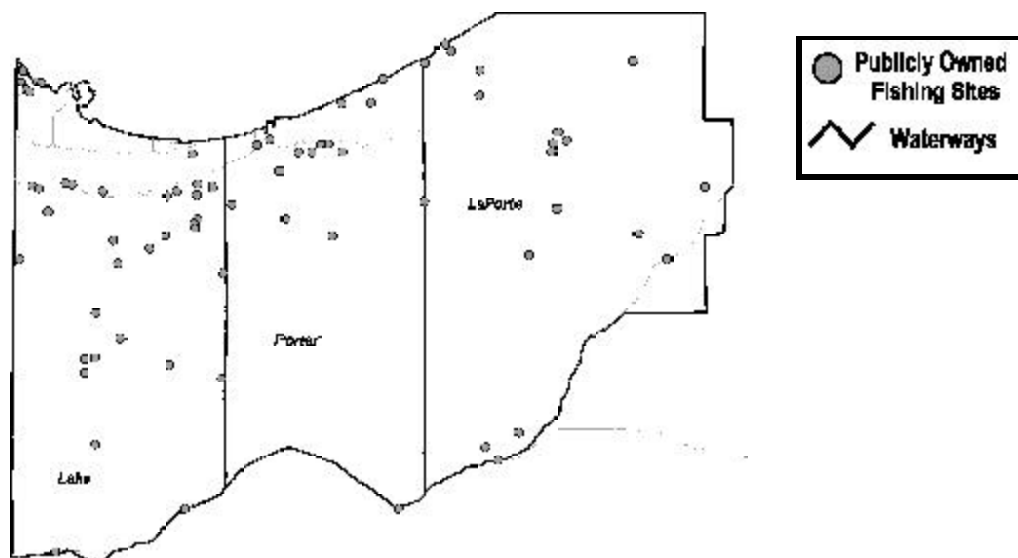 Publicly Owned
Fishing Sites
Waterways
LaPorte
Porter
Lake